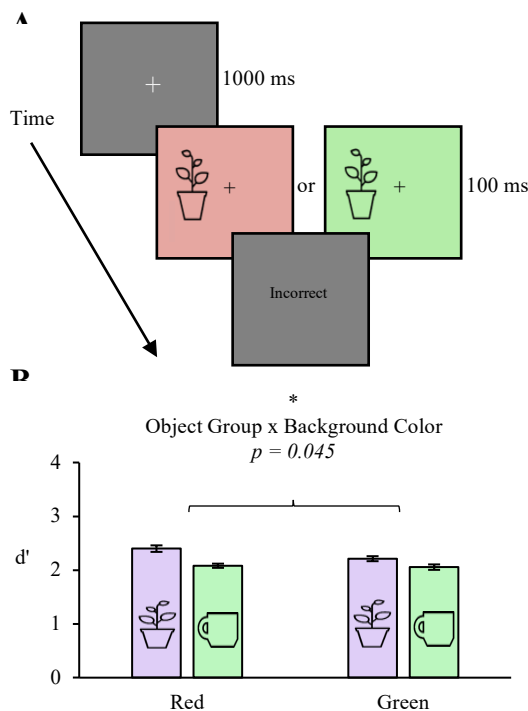 A
1000 ms
Time
or
100 ms
Incorrect
B
*
Object Group x Background Color
p = 0.045
4
3
d'
2
1
0
Red
Green